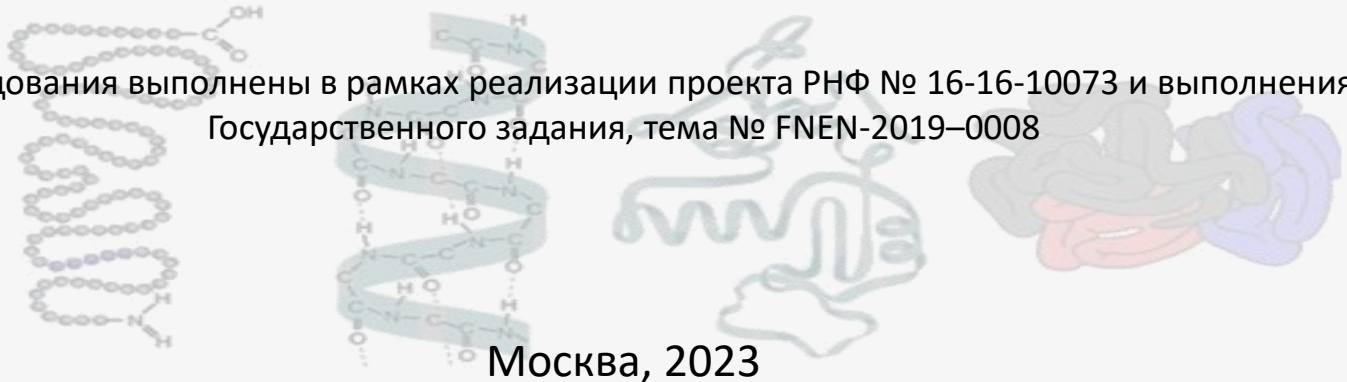 OH
дования выполнены в рамках реализации проекта РНФ № 16-16-10073 и выполнения
Государственного задания, тема № FNEN-2019–0008
Москва, 2023